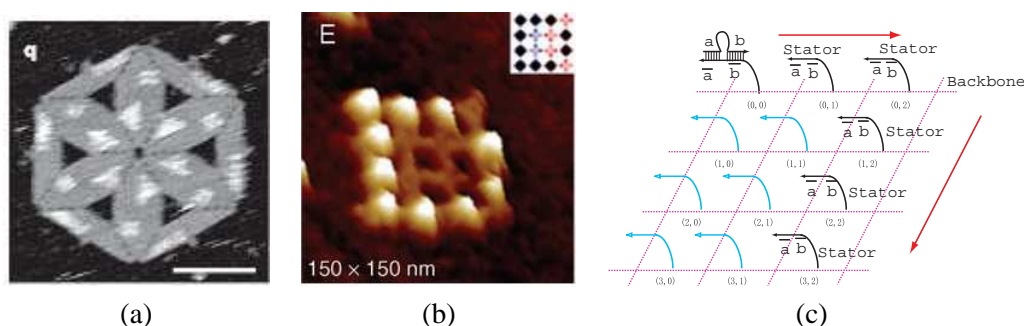 q
E
150 × 150 nm
a b
a b
Stator
a b
Stator
a b
Backbone
(0,0)
(0,1)
(0,2)
a b
Stator
(1,0)
(1,1)
(1,2)
a b
Stator
(2,0)
(2,1)
(2,2)
a b
Stator
(3,0)
(3,1)
(3,2)
(a)
(b)
(c)